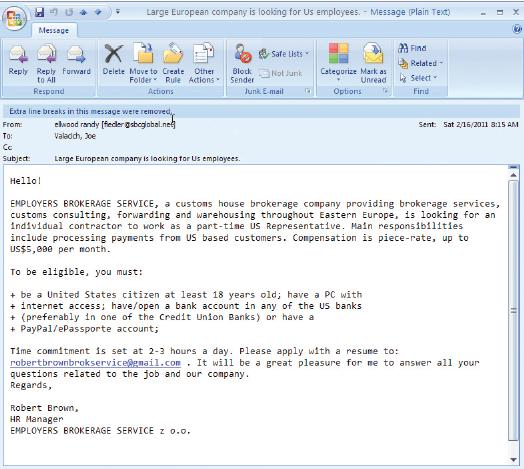 Large European company is looking for US employees. - Message (Plain Text)
Message
Reply Reply to All Forward Delete Move to Folder Create Rule Other Actions Block Sender Safe Lists Not Junk Categorize Mark as Unread Find Related Select
Respond Actions Junk E-mail Options Find
Extra line breaks in this message were removed.
From: ellwood randy [fiedler@sbcglobal.net] Sent: Sat 2/16/2011 8:15 AM
To: Valacich, Joe
Cc
Subject: Large European company is looking for Us employees.
Hello!
EMPLOYERS BROKERAGE SERVICE, a customs house brokerage company providing brokerage services,
customs consulting, forwarding and warehousing throughout Eastern Europe, is looking for an
individual contractor to work as a part-time US Representative. Main responsibilities
include processing payments from US based customers. Compensation is piece-rate, up to
US$5,000 per month.
To be eligible, you must:
+ be a United States citizen at least 18 years old; have a PC with
+ internet access; have/open a bank account in any of the US banks
+ (preferably in one of the Credit Union Banks) or have a
+ PayPal/ePassporte account;
Time commitment is set at 2-3 hours a day. Please apply with a resume to:
robertbrownbrokservice@gmail.com . It will be a great pleasure for me to answer all your
questions related to the job and our company.
Regards,
Robert Brown,
HR Manager
EMPLOYERS BROKERAGE SERVICE z o.o.